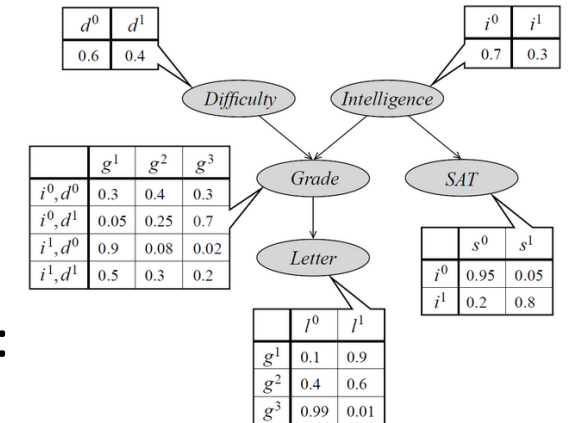 d⁰ d¹
0.6 0.4
i⁰ i¹
0.7 0.3
Difficulty
Intelligence
g¹ g² g³
i⁰,d⁰ 0.3 0.4 0.3
i⁰,d¹ 0.05 0.25 0.7
i¹,d⁰ 0.9 0.08 0.02
i¹,d¹ 0.5 0.3 0.2
Grade
SAT
s⁰ s¹
i⁰ 0.95 0.05
i¹ 0.2 0.8
Letter
l⁰ l¹
g¹ 0.1 0.9
g² 0.4 0.6
g³ 0.99 0.01
: